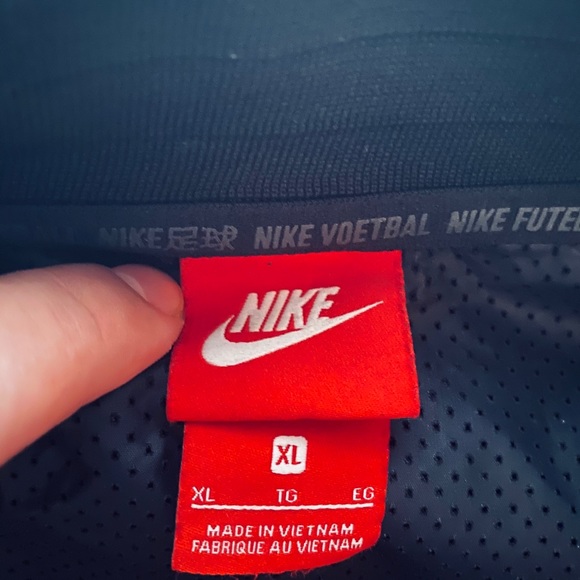 NIKE足球 NIKE VOETBAL NIKE
NIKE
XL
XL TG EG
MADE IN VIETNAM
FABRIQUE AU VIETNAM